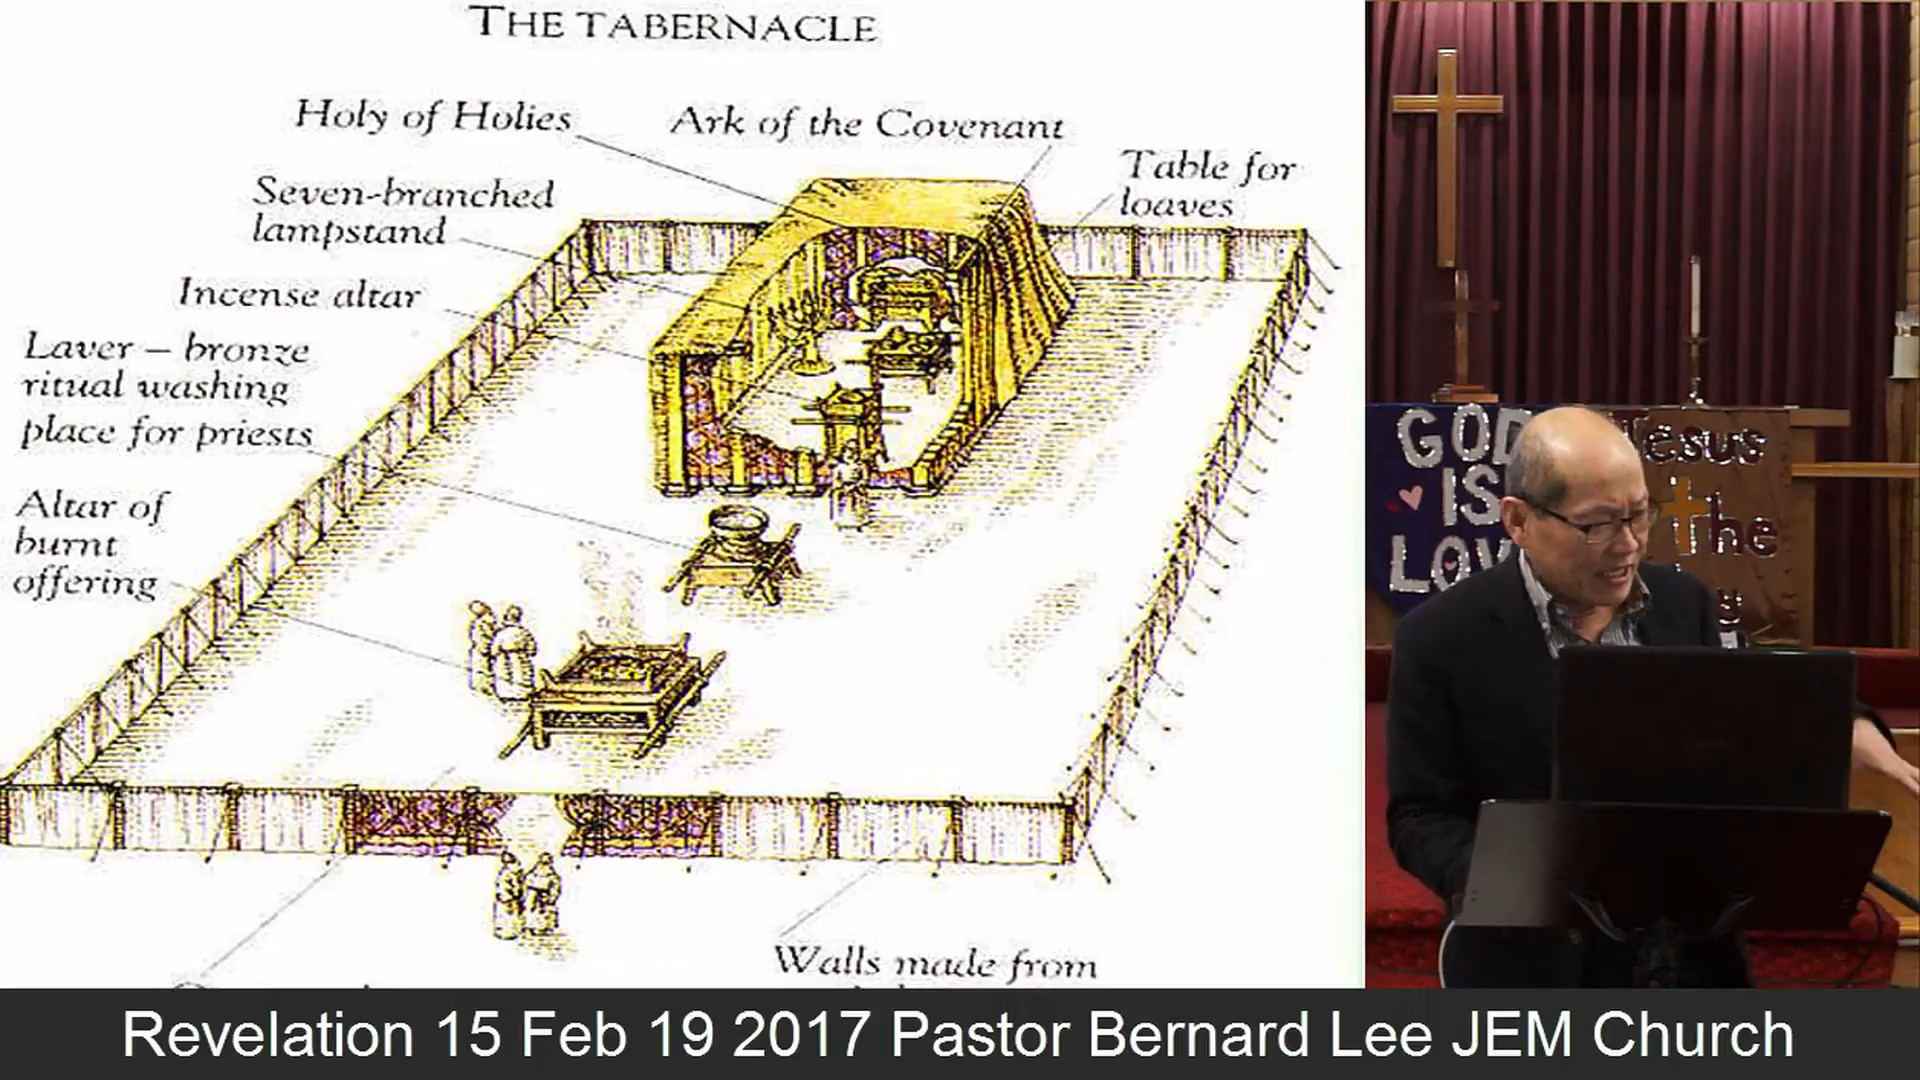 THE TABERNACLE
Holy of Holies
Ark of the Covenant
Table for
loaves
Seven-branched
lampstand
Incense altar
Laver – bronze
ritual washing
place for priests
Altar of
burnt
offering
Walls made from
GOD
IS
LOV
Jesus
the
y
Revelation 15 Feb 19 2017 Pastor Bernard Lee JEM Church